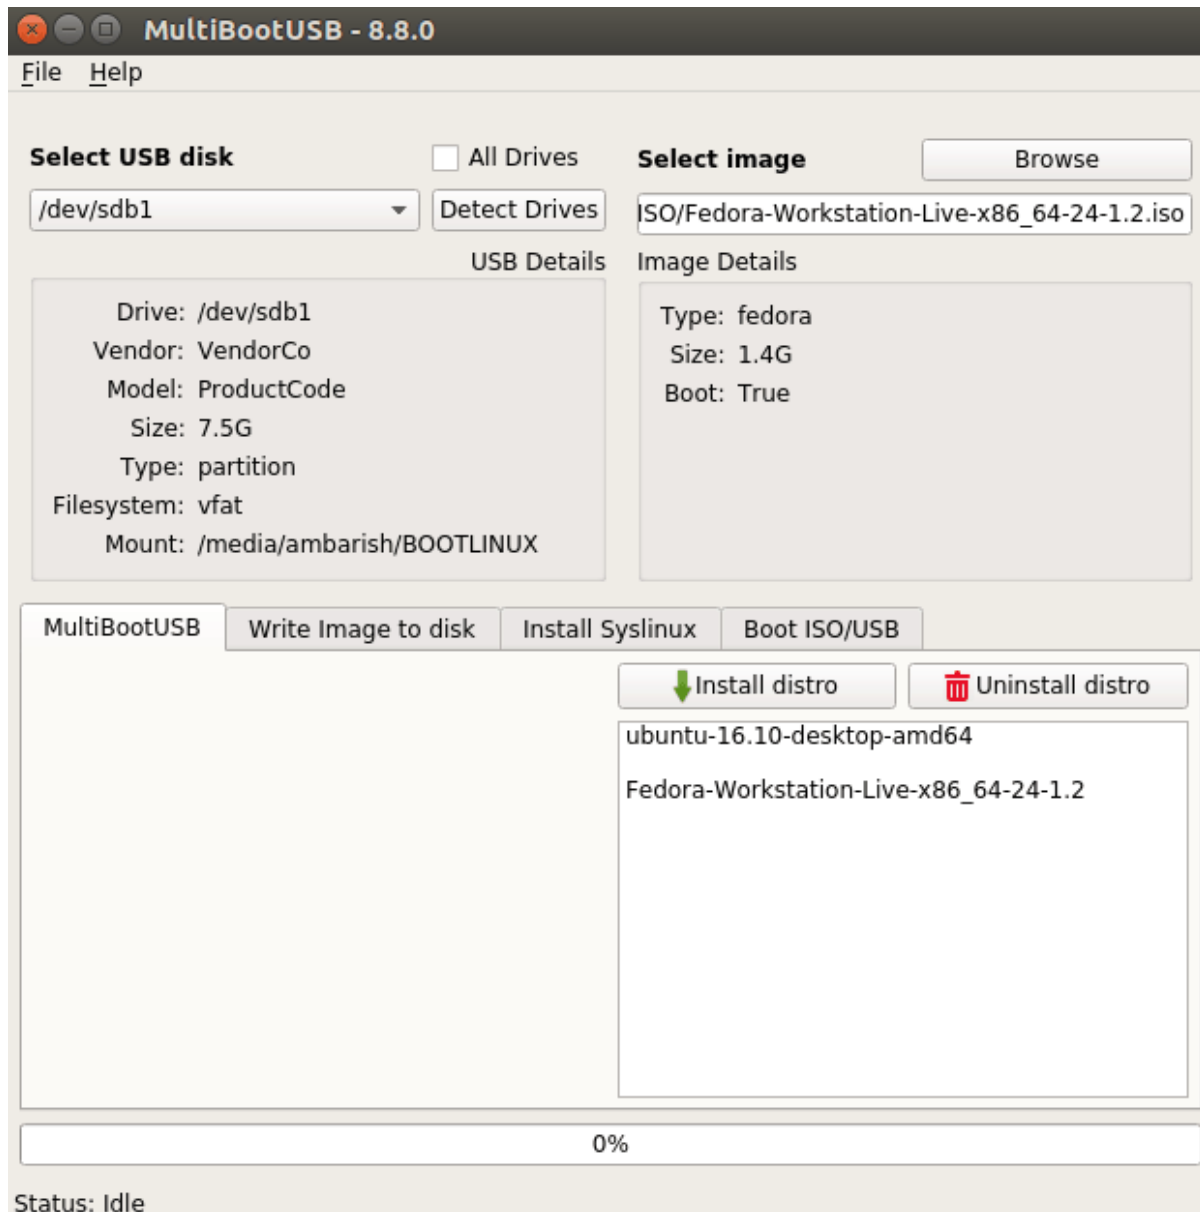 MultiBootUSB - 8.8.0
File Help
Select USB disk
All Drives
Select image
Browse
/dev/sdb1
Detect Drives
ISO/Fedora-Workstation-Live-x86_64-24-1.2.iso
USB Details
Image Details
Drive: /dev/sdb1
Vendor: VendorCo
Model: ProductCode
Size: 7.5G
Type: partition
Filesystem: vfat
Mount: /media/ambarish/BOOTLINUX
Type: fedora
Size: 1.4G
Boot: True
MultiBootUSB
Write Image to disk
Install Syslinux
Boot ISO/USB
Install distro
Uninstall distro
ubuntu-16.10-desktop-amd64
Fedora-Workstation-Live-x86_64-24-1.2
0%
Status: Idle